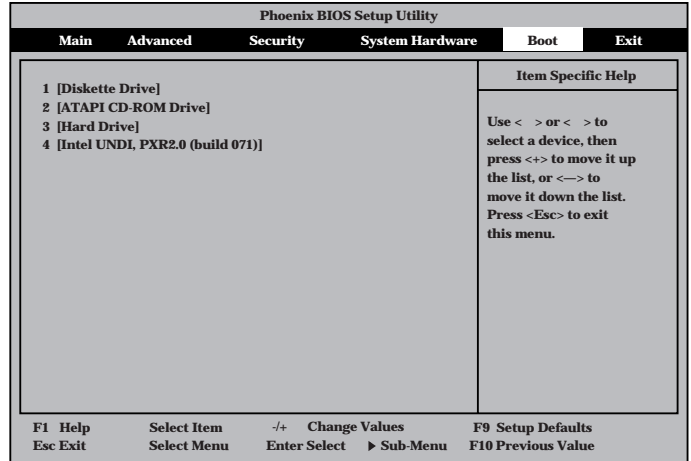 Phoenix BIOS Setup Utility
Main Advanced Security System Hardware Boot Exit
1 [Diskette Drive]
2 [ATAPI CD-ROM Drive]
3 [Hard Drive]
4 [Intel UNDI, PXR2.0 (build 071)]
Item Specific Help
Use < > or < > to
select a device, then
press <+> to move it up
the list, or <—> to
move it down the list.
Press <Esc> to exit
this menu.
F1 Help Select Item -/+ Change Values F9 Setup Defaults
Esc Exit Select Menu Enter Select ▶ Sub-Menu F10 Previous Value